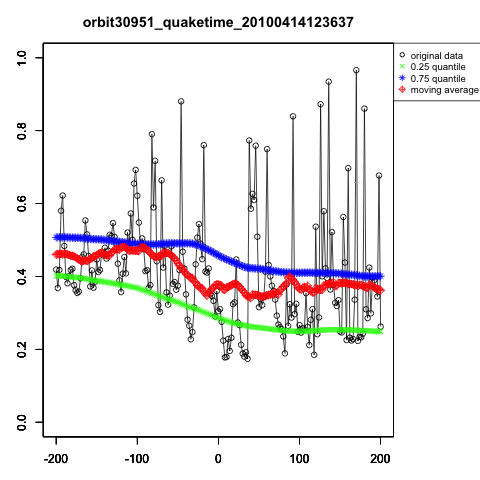 orbit30951_quaketime_20100414123637
original data
0.25 quantile
0.75 quantile
moving average
1.0
0.8
0.6
0.4
0.2
0.0
-200 -100 0 100 200